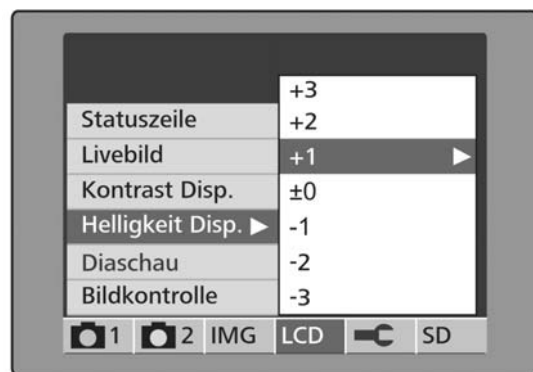 Statuszeile
Livebild
Kontrast Disp.
Helligkeit Disp. ▶
Diaschau
Bildkontrolle
+3
+2
+1 ▶
±0
-1
-2
-3
1 2 IMG LCD SD